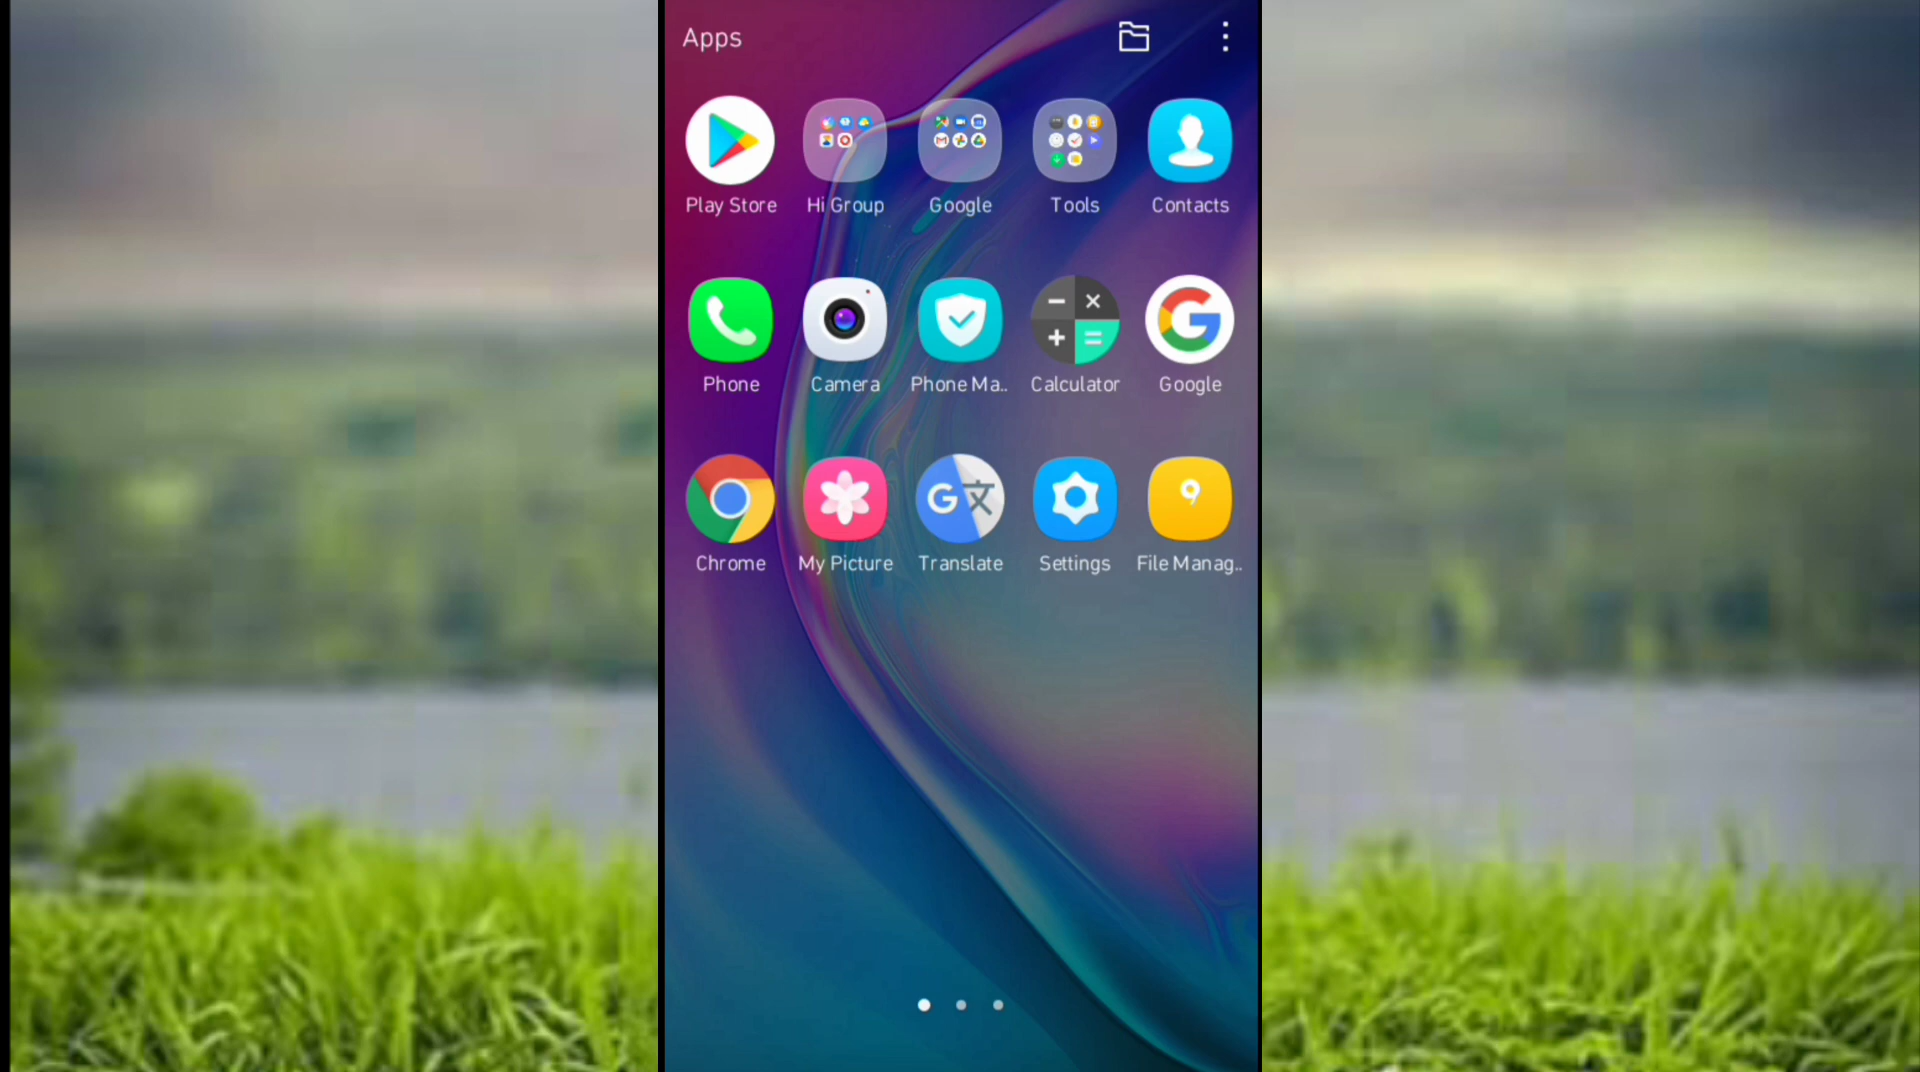 Apps
Play Store
Hi Group
Google
Tools
Contacts
Phone
Camera
Phone Ma..
Calculator
Google
Chrome
My Picture
Translate
Settings
File Manag..